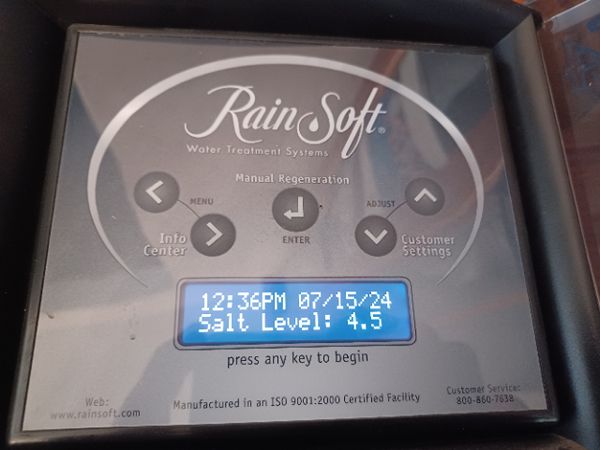 Rain Soft®
Water Treatment Systems
Manual Regeneration
MENU
ADJUST
Info
Center
ENTER
Customer
Settings
12:36PM 07/15/24
Salt Level: 4.5
press any key to begin
Web:
www.rainsoft.com
Manufactured in an ISO 9001:2000 Certified Facility
Customer Service:
800-860-7638